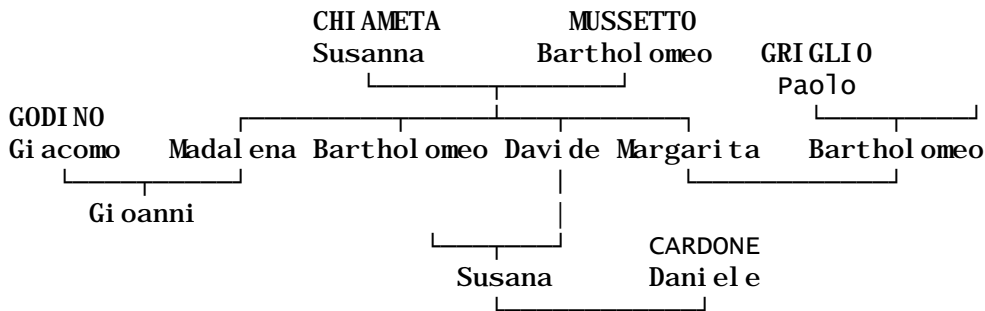 CHIAMETA MUSSETTO
Susanna Bartholomeo GRIGLIO
Paolo
GODINO
Giacomo Madalena Bartholomeo Davide Margarita Bartholomeo
Gioanni
CARDONE
Susana Daniele